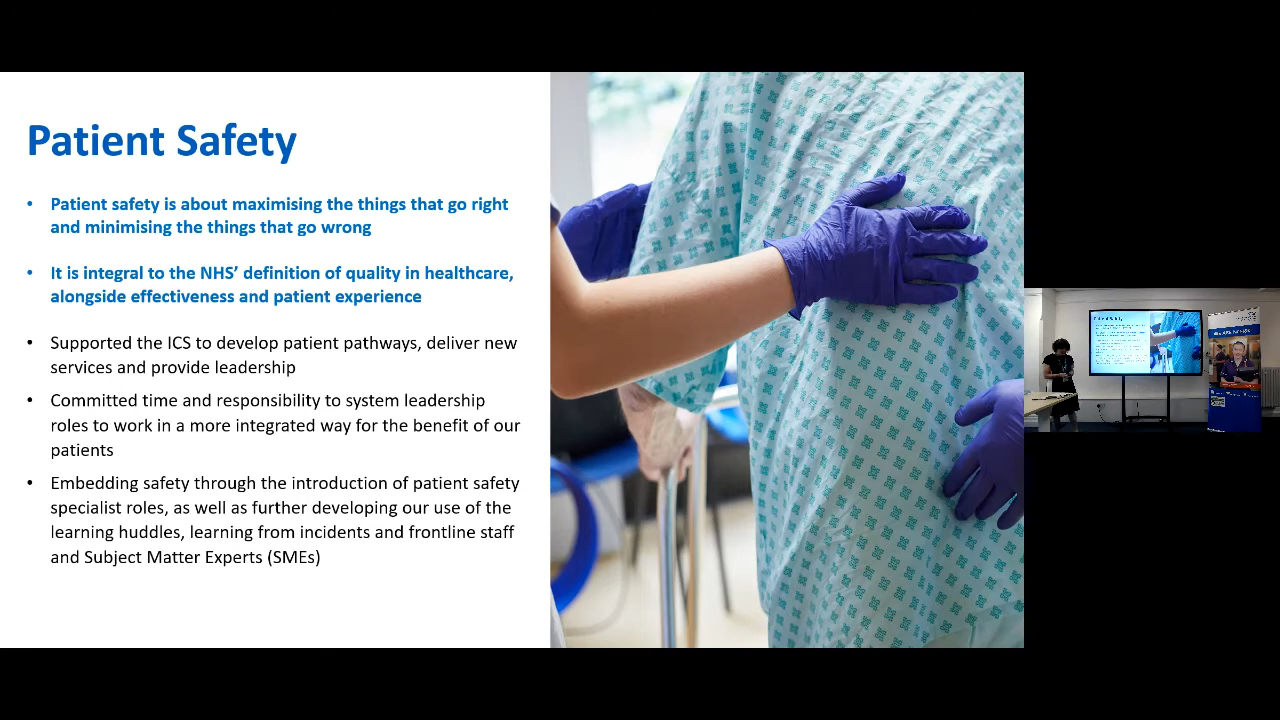 Patient Safety
• Patient safety is about maximising the things that go right
and minimising the things that go wrong
• It is integral to the NHS’ definition of quality in healthcare,
alongside effectiveness and patient experience
• Supported the ICS to develop patient pathways, deliver new
services and provide leadership
• Committed time and responsibility to system leadership
roles to work in a more integrated way for the benefit of our
patients
• Embedding safety through the introduction of patient safety
specialist roles, as well as further developing our use of the
learning huddles, learning from incidents and frontline staff
and Subject Matter Experts (SMEs)
Patient Safety